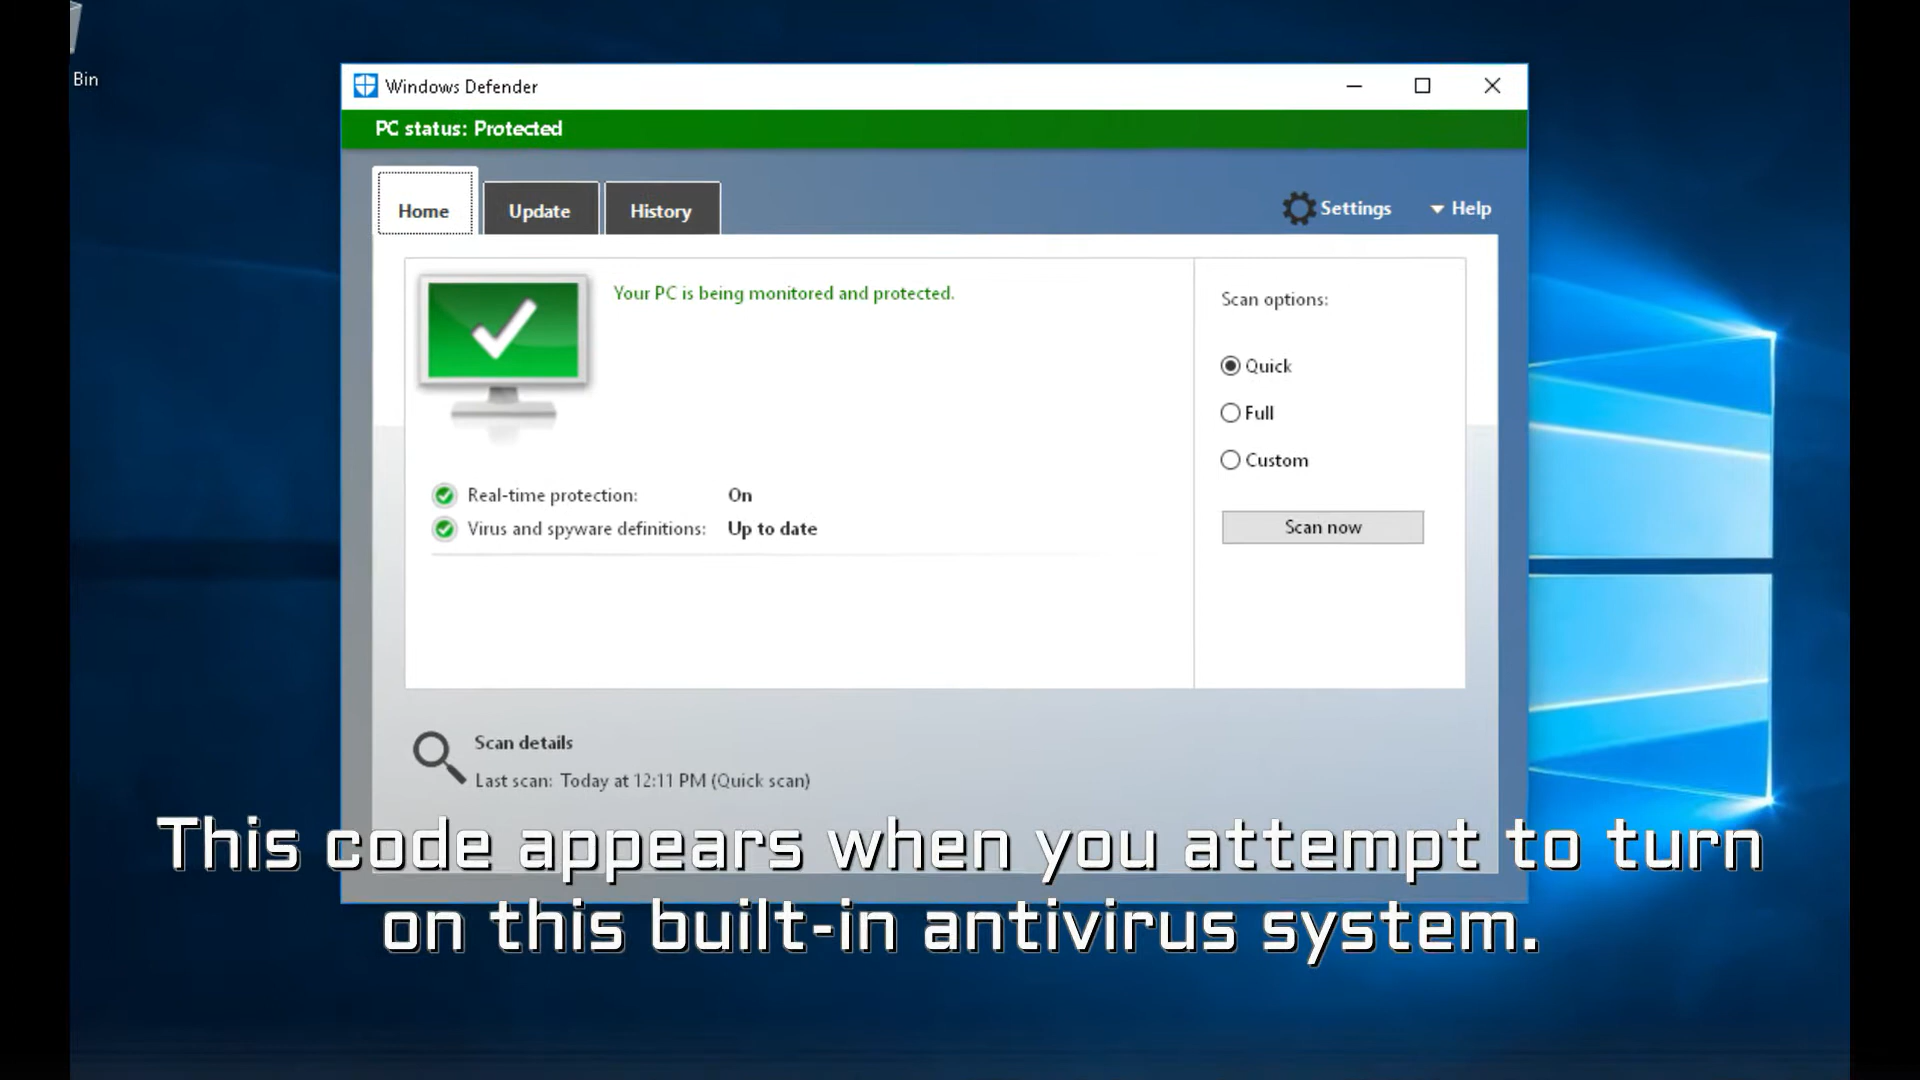 Bin
Windows Defender
PC status: Protected
Home
Update
History
Settings
Help
Your PC is being monitored and protected.
Scan options:
Quick
Full
Custom
Real-time protection: On
Virus and spyware definitions: Up to date
Scan now
Scan details
Last scan: Today at 12:11 PM (Quick scan)
This code appears when you attempt to turn
on this built-in antivirus system.